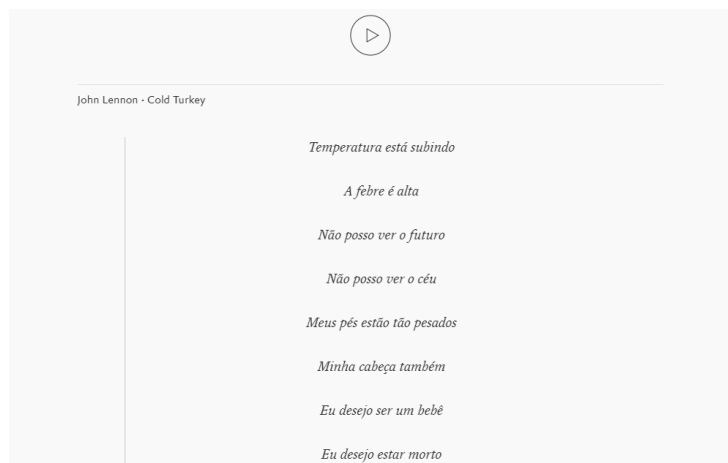 John Lennon - Cold Turkey
Temperatura está subindo
A febre é alta
Não posso ver o futuro
Não posso ver o céu
Meus pés estão tão pesados
Minha cabeça também
Eu desejo ser um bebê
Eu desejo estar morto